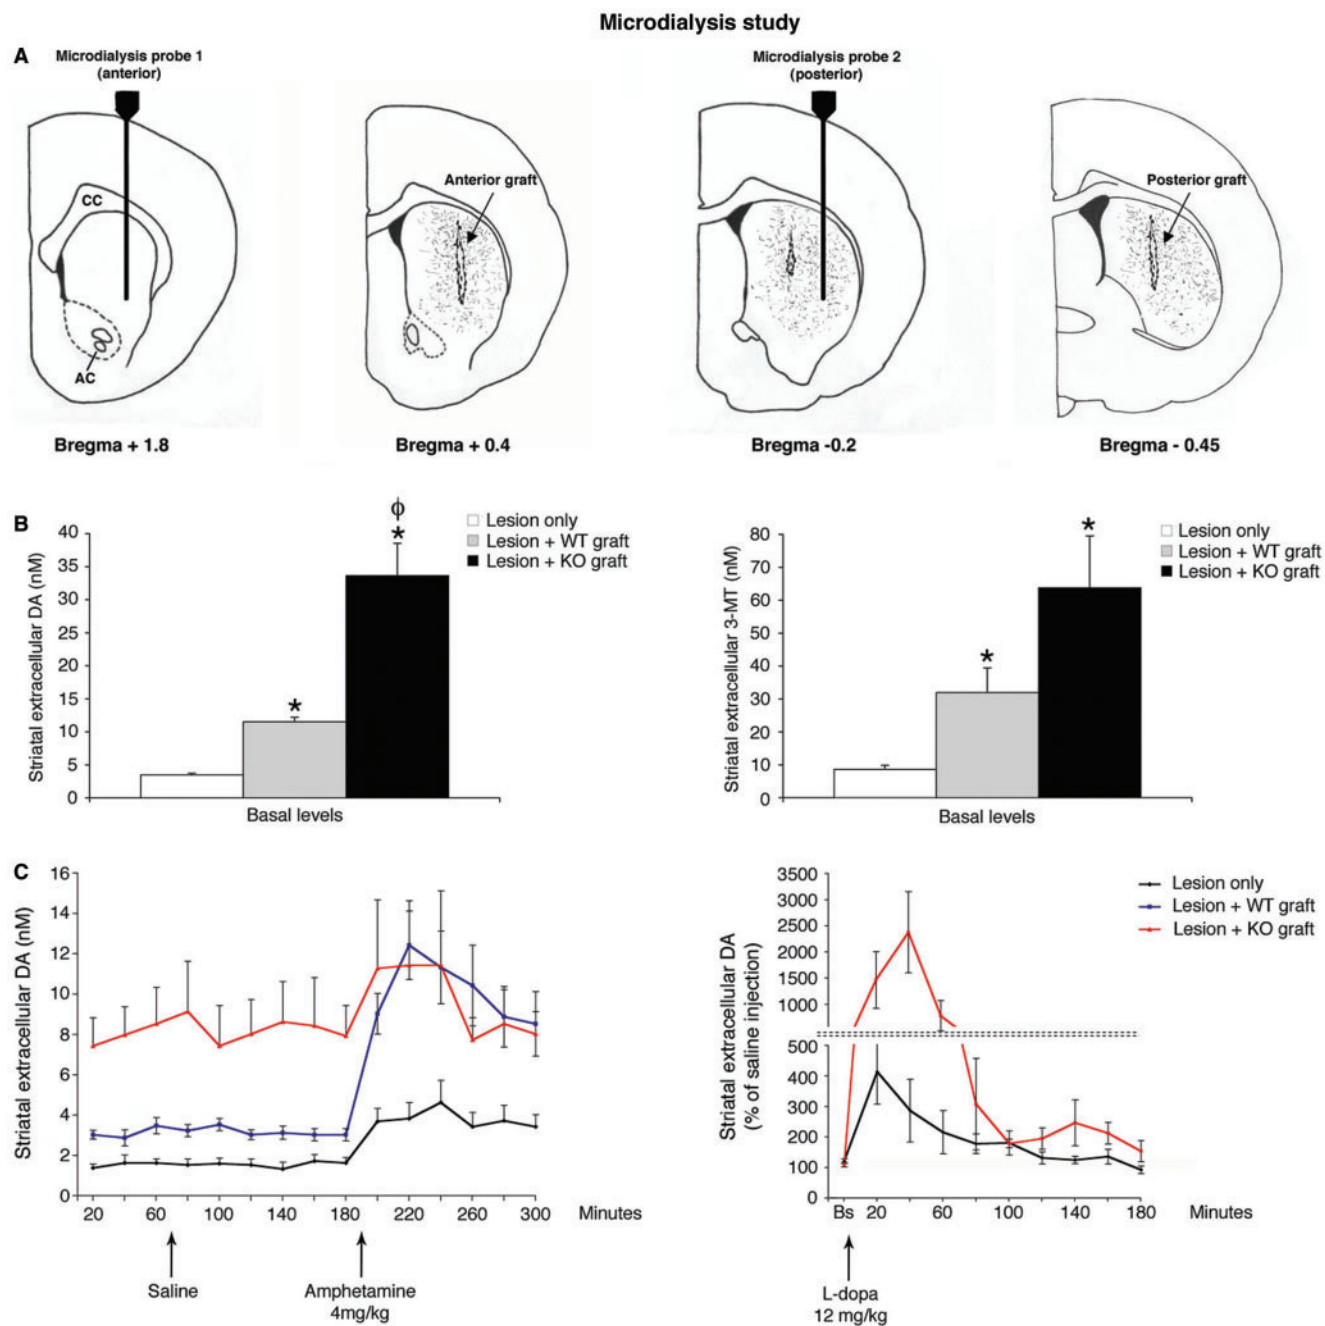 Microdialysis study
A
Microdialysis probe 1
(anterior)
Microdialysis probe 2
(posterior)
CC
AC
Anterior graft
Posterior graft
Bregma + 1.8
Bregma + 0.4
Bregma -0.2
Bregma - 0.45
B
Striatal extracellular DA (nM)
40
35
30
25
20
15
10
5
0
*
ϕ
*
Lesion only
Lesion + WT graft
Lesion + KO graft
Basal levels
Striatal extracellular 3-MT (nM)
80
70
60
50
40
30
20
10
0
*
*
Lesion only
Lesion + WT graft
Lesion + KO graft
Basal levels
C
Striatal extracellular DA (nM)
16
14
12
10
8
6
4
2
0
20 60 100 140 180 220 260 300 Minutes
Saline
Amphetamine
4mg/kg
Striatal extracellular DA
(% of saline injection)
3500
3000
2500
2000
1500
1000
500
400
300
200
100
0
Lesion only
Lesion + WT graft
Lesion + KO graft
Bs 20 60 100 140 180 Minutes
L-dopa
12 mg/kg